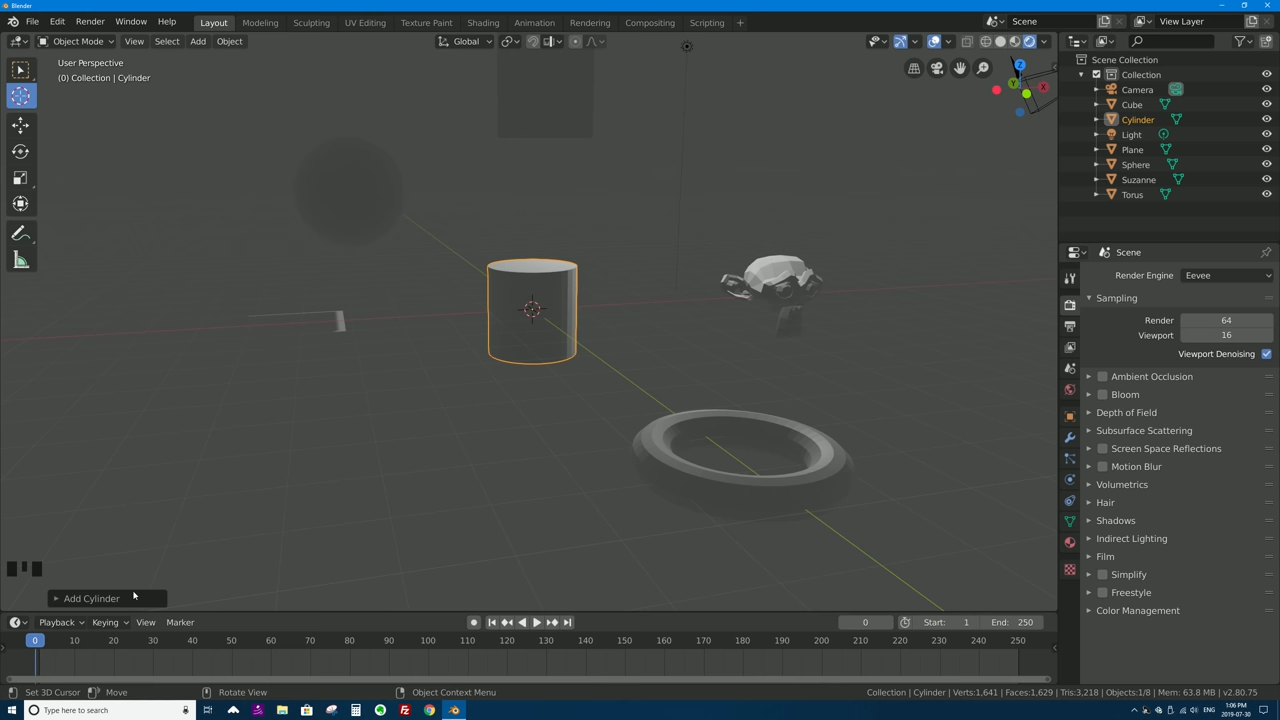 Blender
File Edit Render Window Help Layout Modeling Sculpting UV Editing Texture Paint Shading Animation Rendering Compositing Scripting + Scene View Layer
Object Mode View Select Add Object Global
User Perspective
(0) Collection | Cylinder
Z
Y
X
Scene Collection
Collection
Camera
Cube
Cylinder
Light
Plane
Sphere
Suzanne
Torus
Scene
Render Engine Eevee
Sampling
Render 64
Viewport 16
Viewport Denoising
Ambient Occlusion
Bloom
Depth of Field
Subsurface Scattering
Screen Space Reflections
Motion Blur
Volumetrics
Hair
Shadows
Indirect Lighting
Film
Simplify
Freestyle
Color Management
Add Cylinder
Playback Keying View Marker 0 Start: 1 End: 250
0 10 20 30 40 50 60 70 80 90 100 110 120 130 140 150 160 170 180 190 200 210 220 230 240 250
Set 3D Cursor Move Rotate View Object Context Menu Collection | Cylinder | Verts:1,641 | Faces:1,629 | Tris:3,218 | Objects:1/8 | Mem: 63.8 MB | v2.80.75
Type here to search ENG 1:06 PM
2019-07-30